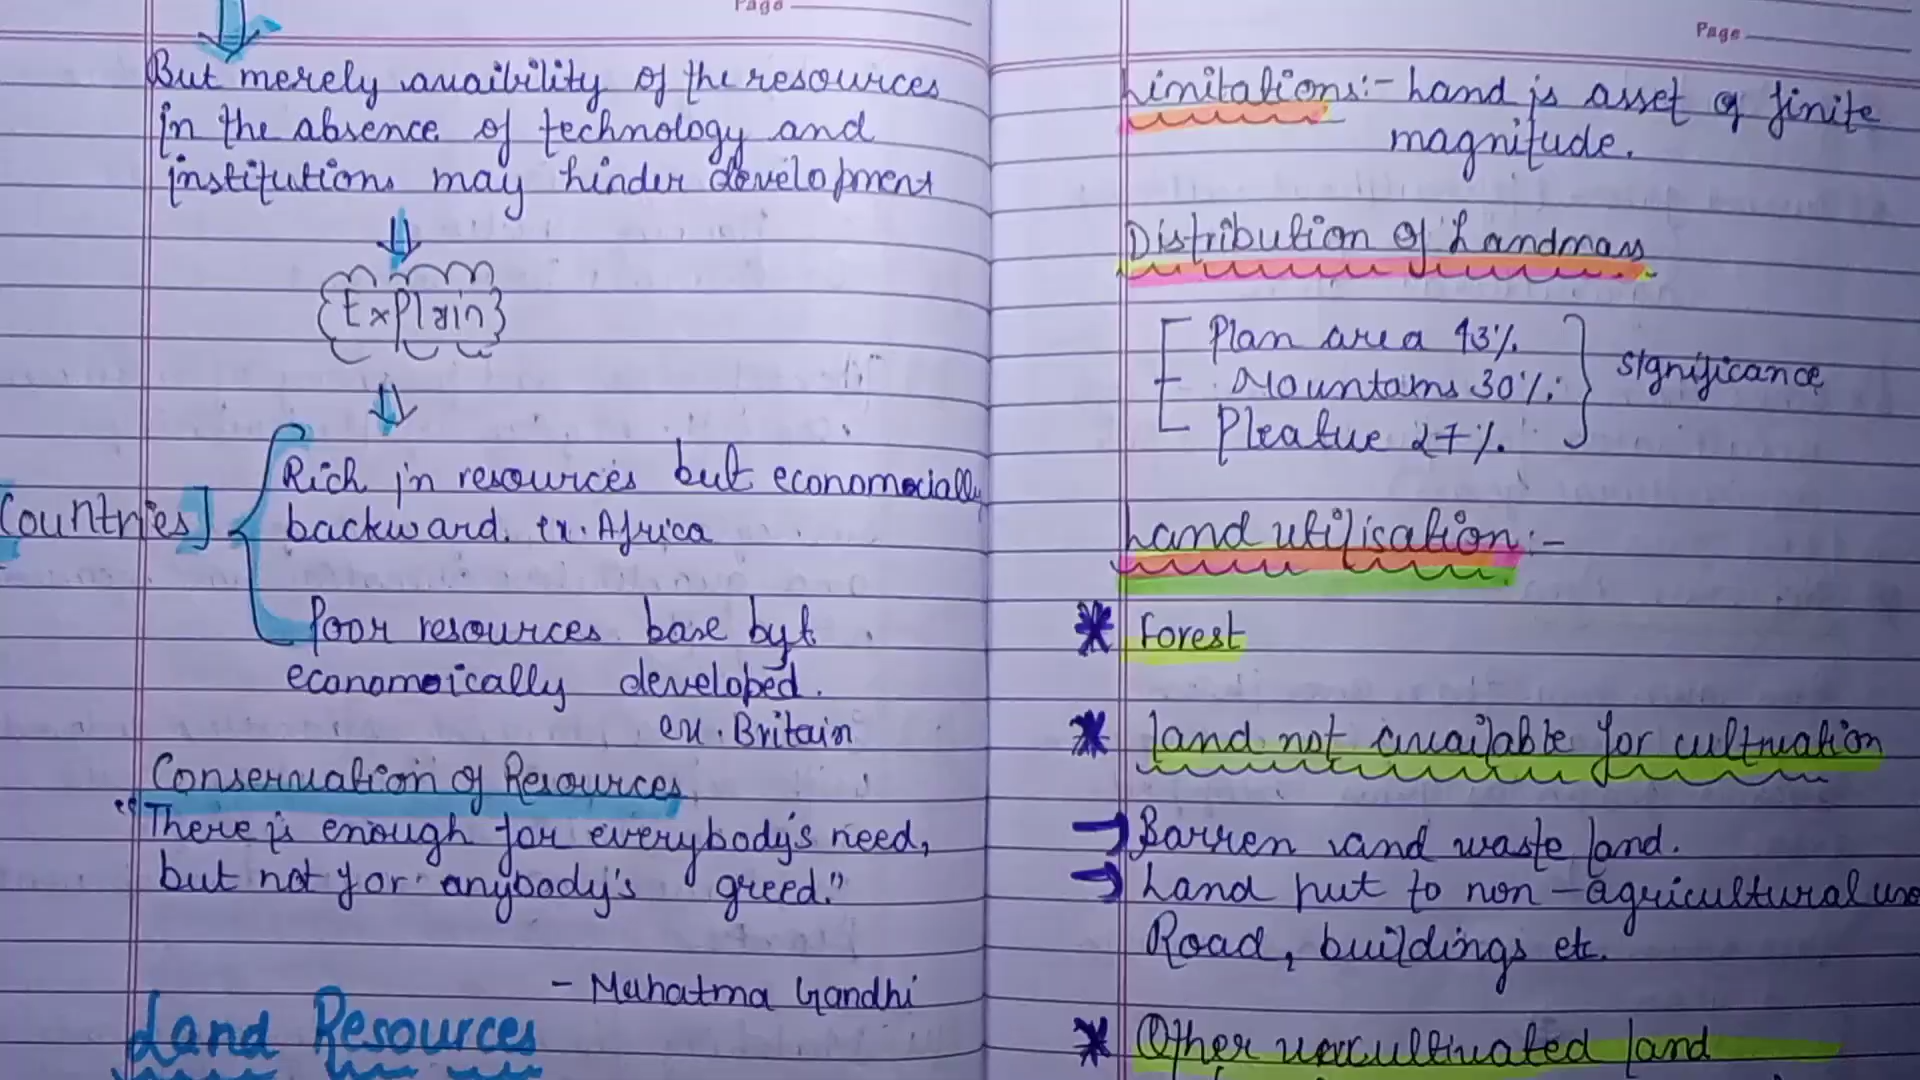 Page
But merely avaibility of the resources
in the absence of technology and
institutions may hinder development
Explain
Countries]
Rich in resources but economically
backward. ex. Africa
Poor resources base byt
economically developed.
ex. Britain
Conservation of Resources
"There is enough for everybody's need,
but not for anybody's greed."
- Mahatma Gandhi
Land Resources
Page
Limitations:- Land is asset of finite
magnitude.
Distribution of Landmass
Plan area 43%.
Mountains 30%.
Pleatue 27%.
significance
Land utilisation:-
* Forest
* land not available for cultivation
→ Barren and waste land.
→ Land put to non-agricultural use
Road, buildings etc.
* Other uncultivated land